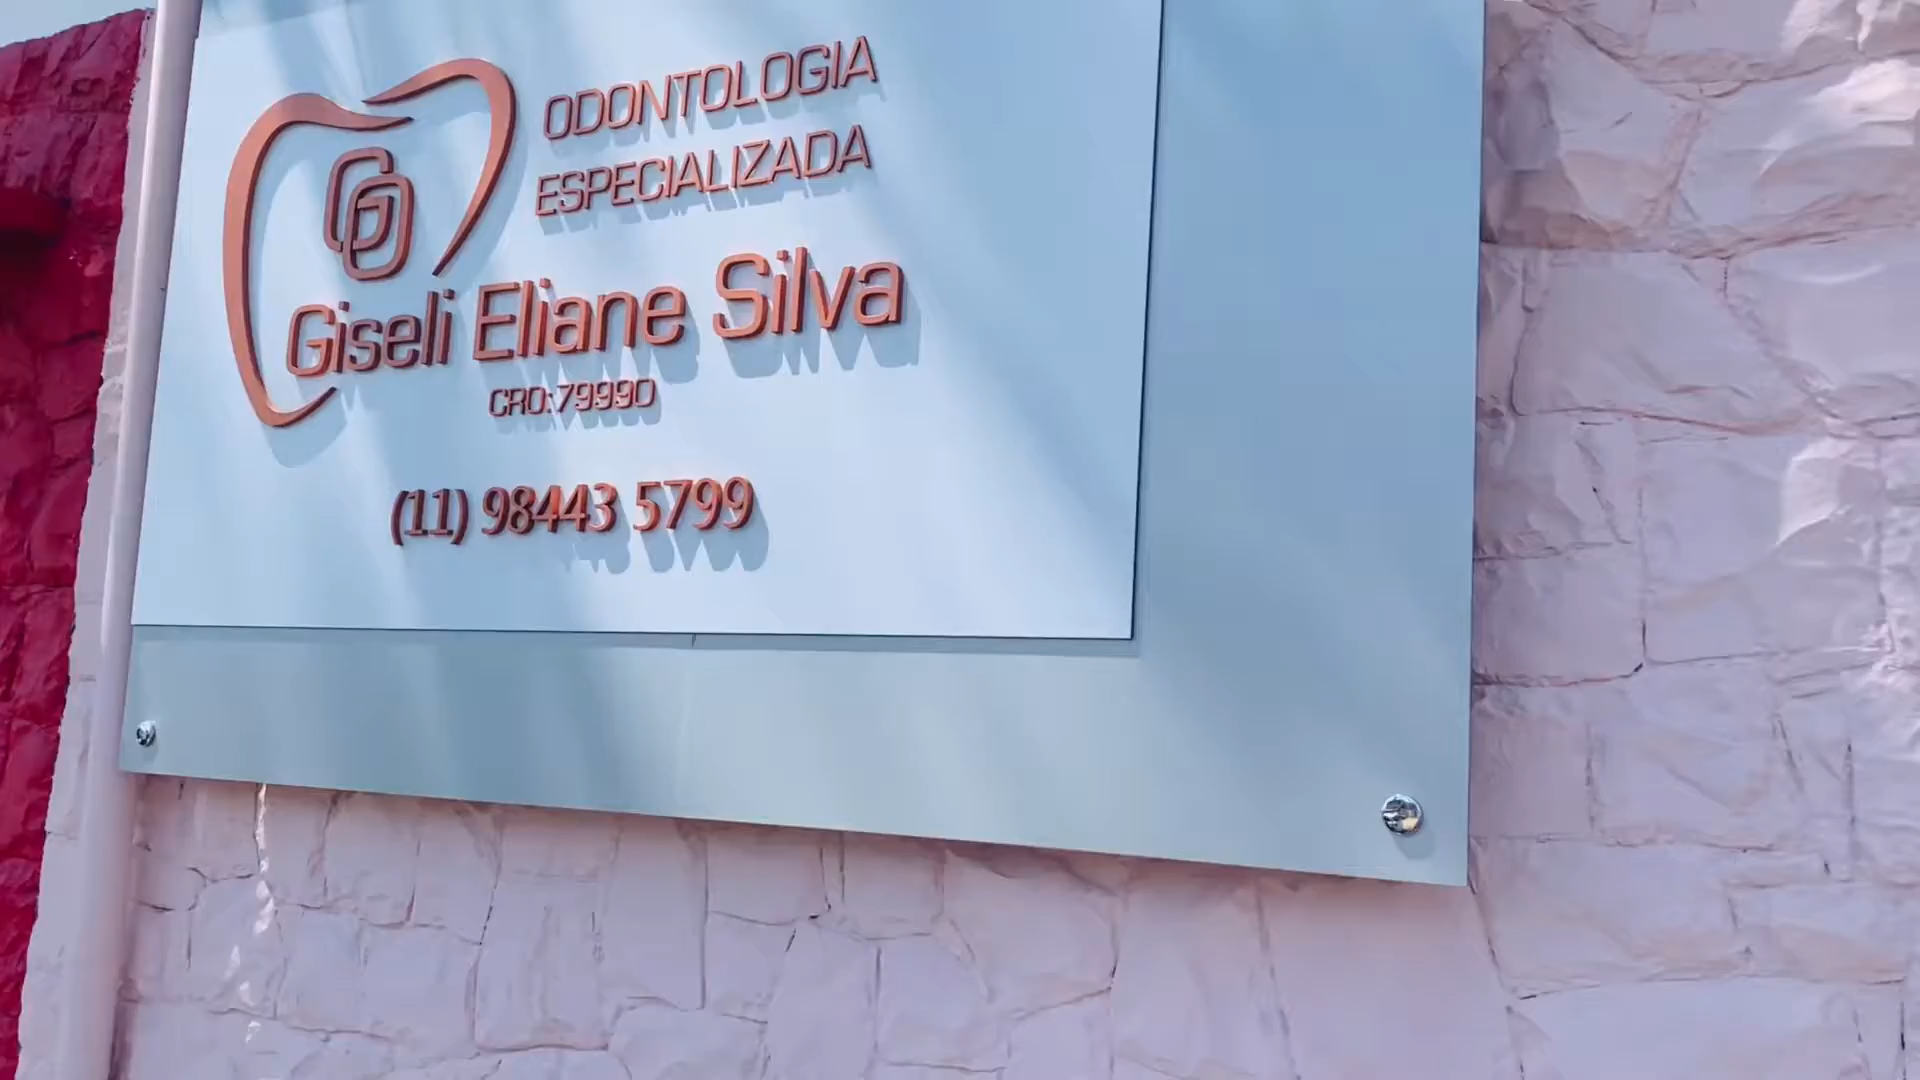 ODONTOLOGIA
ESPECIALIZADA
Giseli Eliane Silva
CRO:79990
(11) 98443 5799